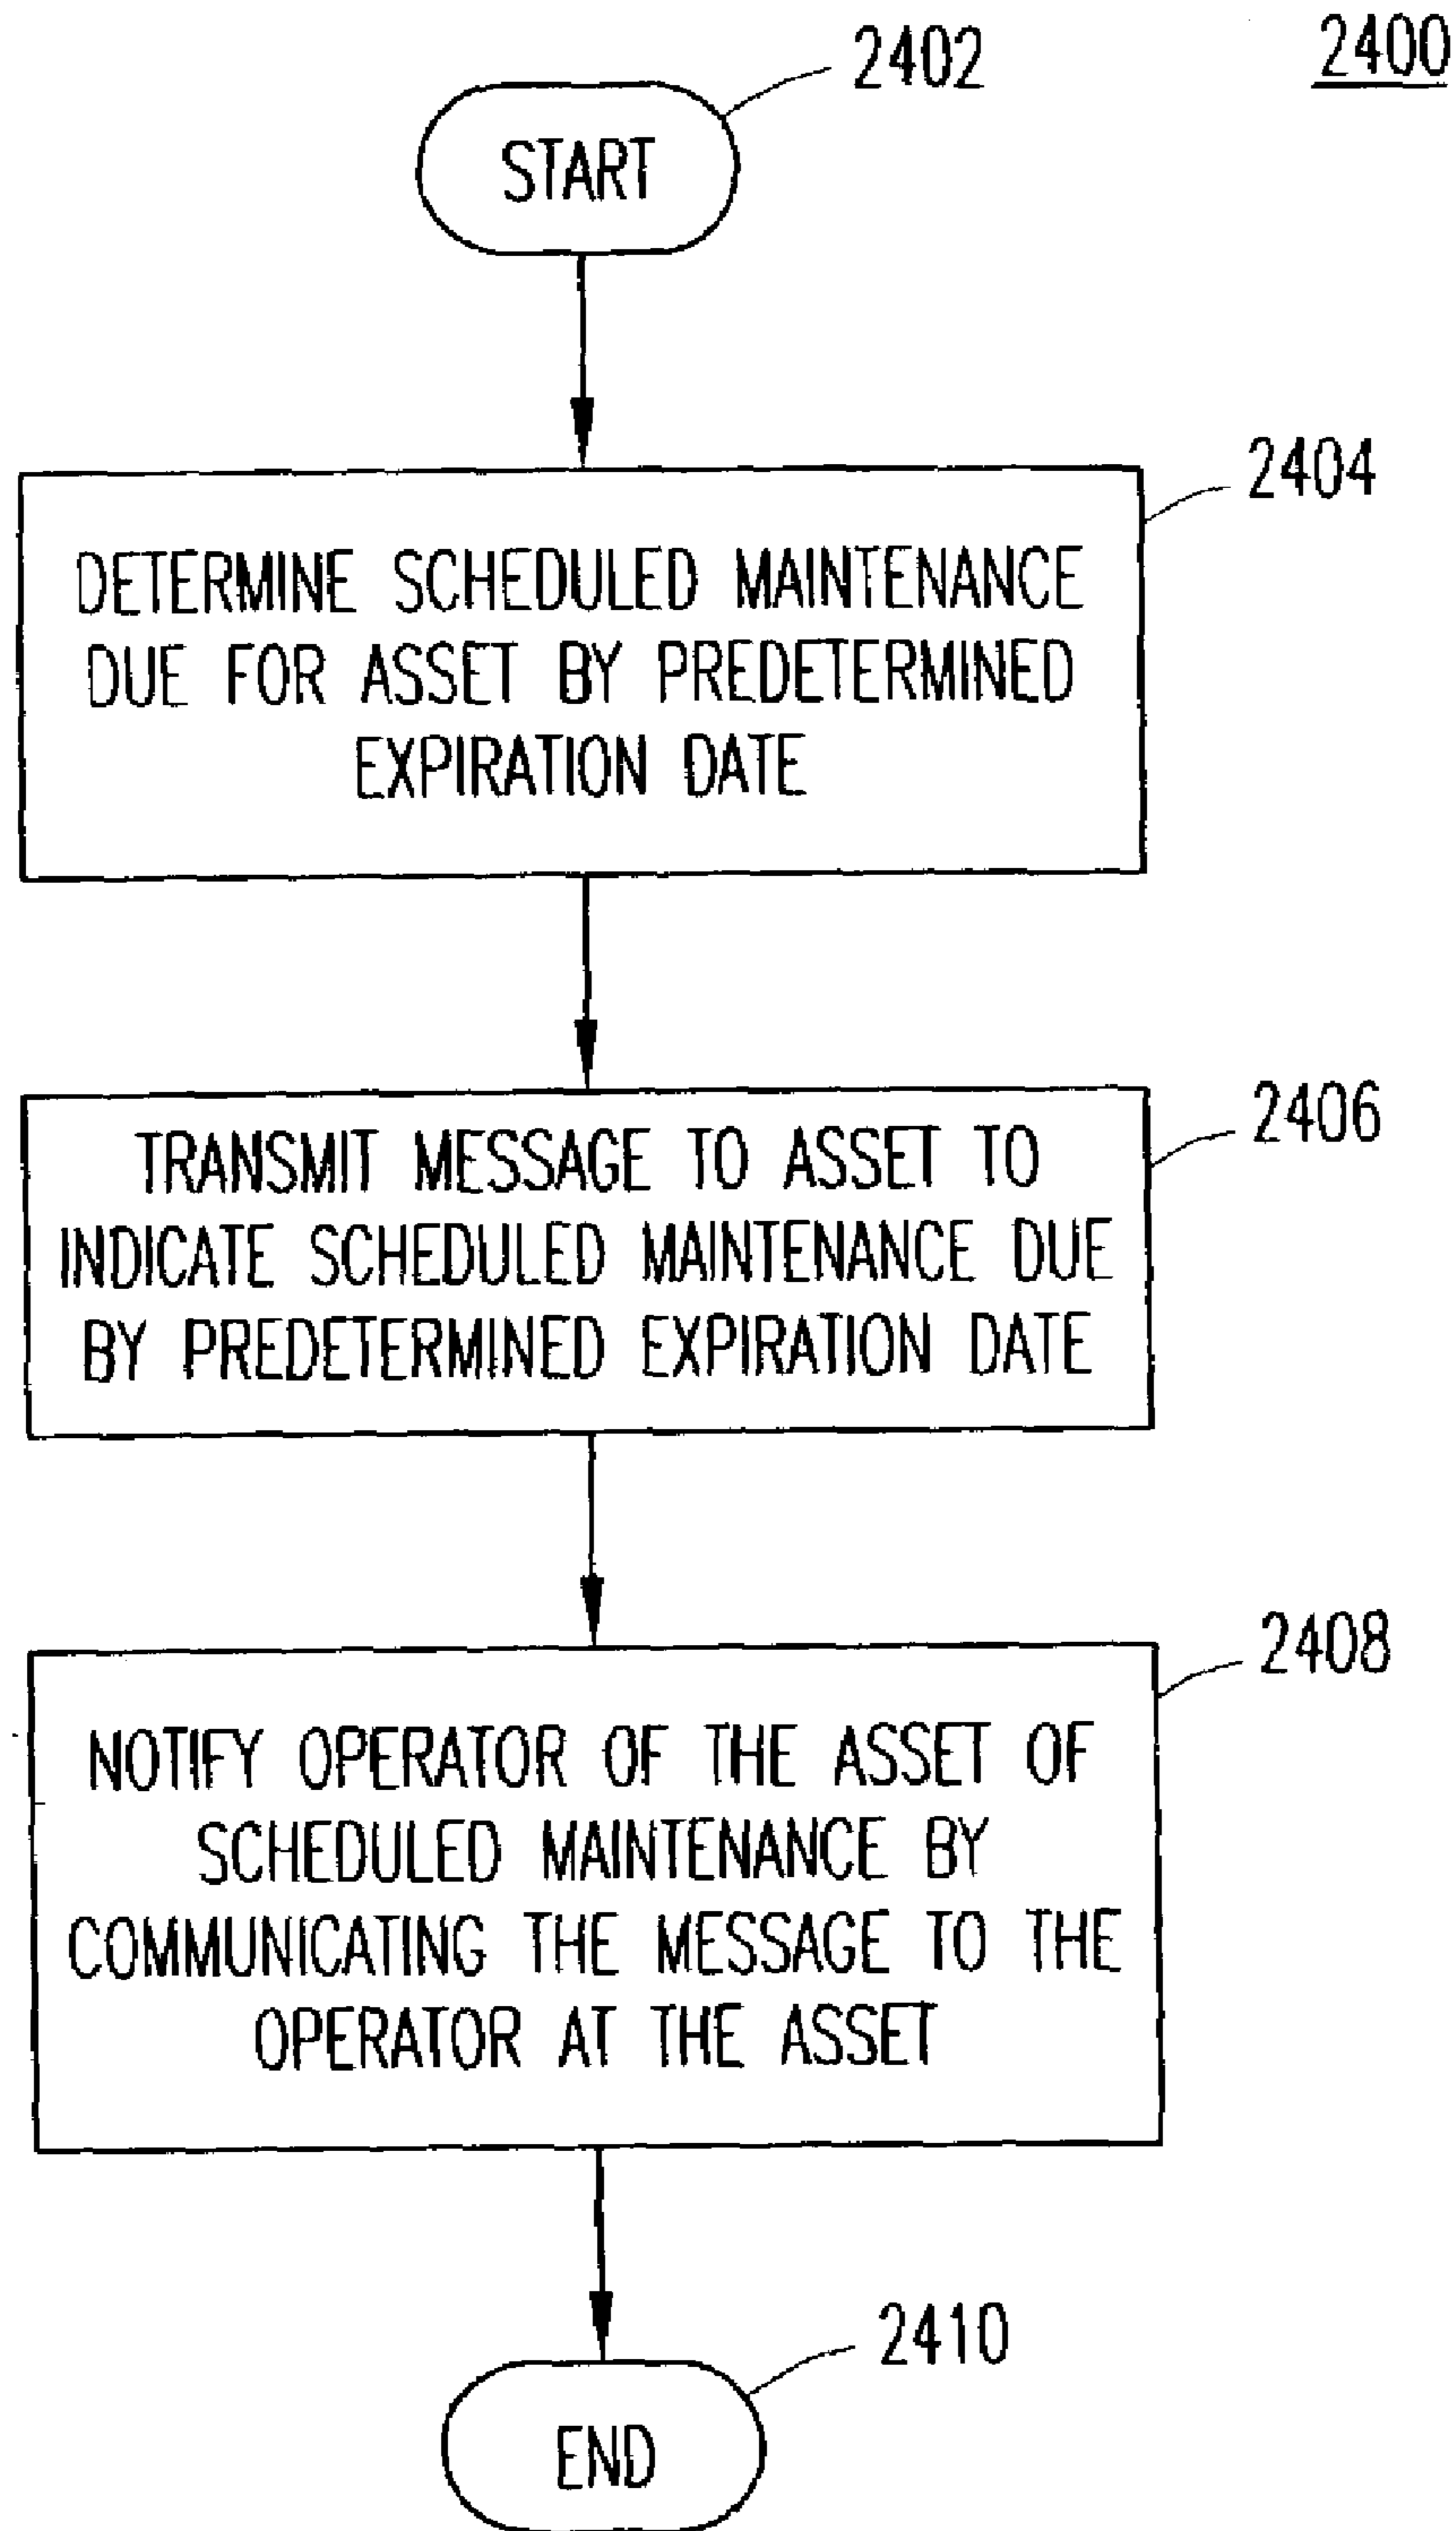 2400
2402
START
2404
DETERMINE SCHEDULED MAINTENANCE
DUE FOR ASSET BY PREDETERMINED
EXPIRATION DATE
2406
TRANSMIT MESSAGE TO ASSET TO
INDICATE SCHEDULED MAINTENANCE DUE
BY PREDETERMINED EXPIRATION DATE
2408
NOTIFY OPERATOR OF THE ASSET OF
SCHEDULED MAINTENANCE BY
COMMUNICATING THE MESSAGE TO THE
OPERATOR AT THE ASSET
2410
END